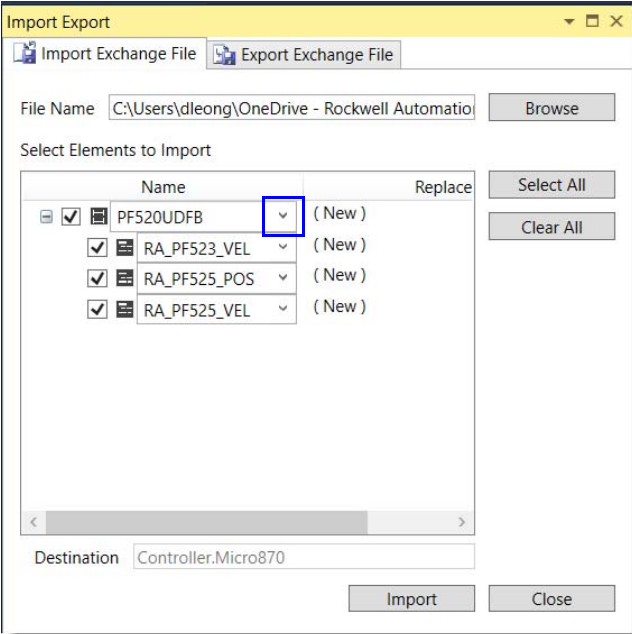 Import Export
Import Exchange File Export Exchange File
File Name C:\Users\dleong\OneDrive - Rockwell Automatio Browse
Select Elements to Import
Name Replace Select All
PF520UDFB ( New ) Clear All
RA_PF523_VEL ( New )
RA_PF525_POS ( New )
RA_PF525_VEL ( New )
Destination Controller.Micro870
Import Close